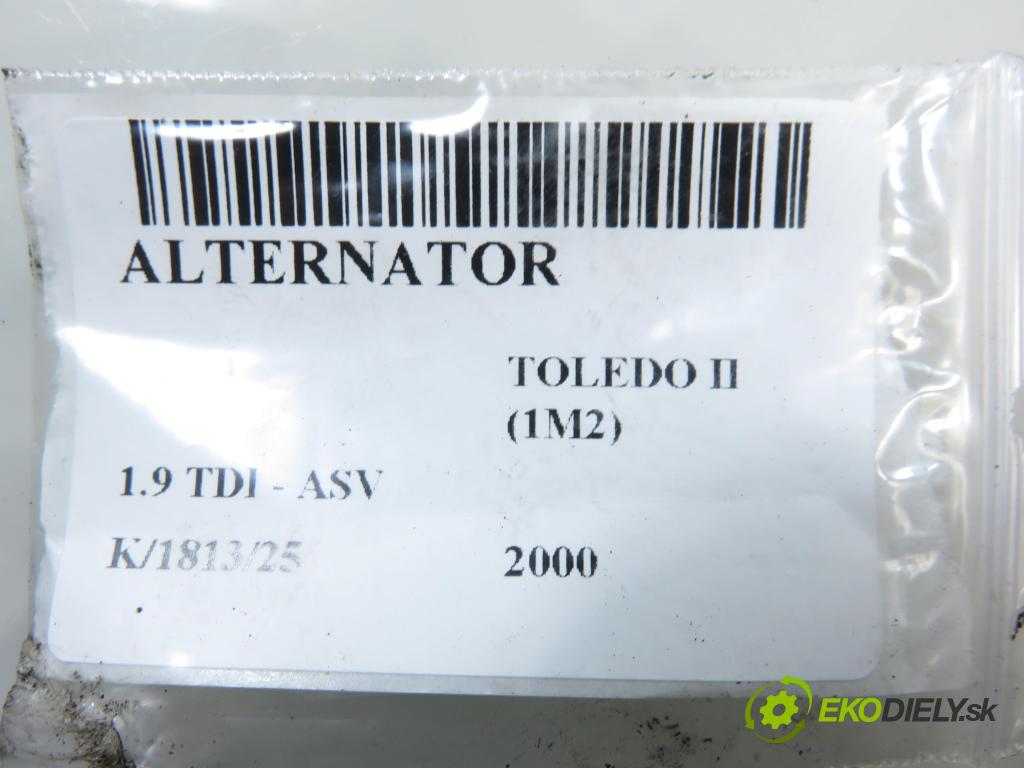 ALTERNATOR
TOLEDO II
(1M2)
1.9 TDI - ASV
K/1813/25
2000
EKODIELY.sk